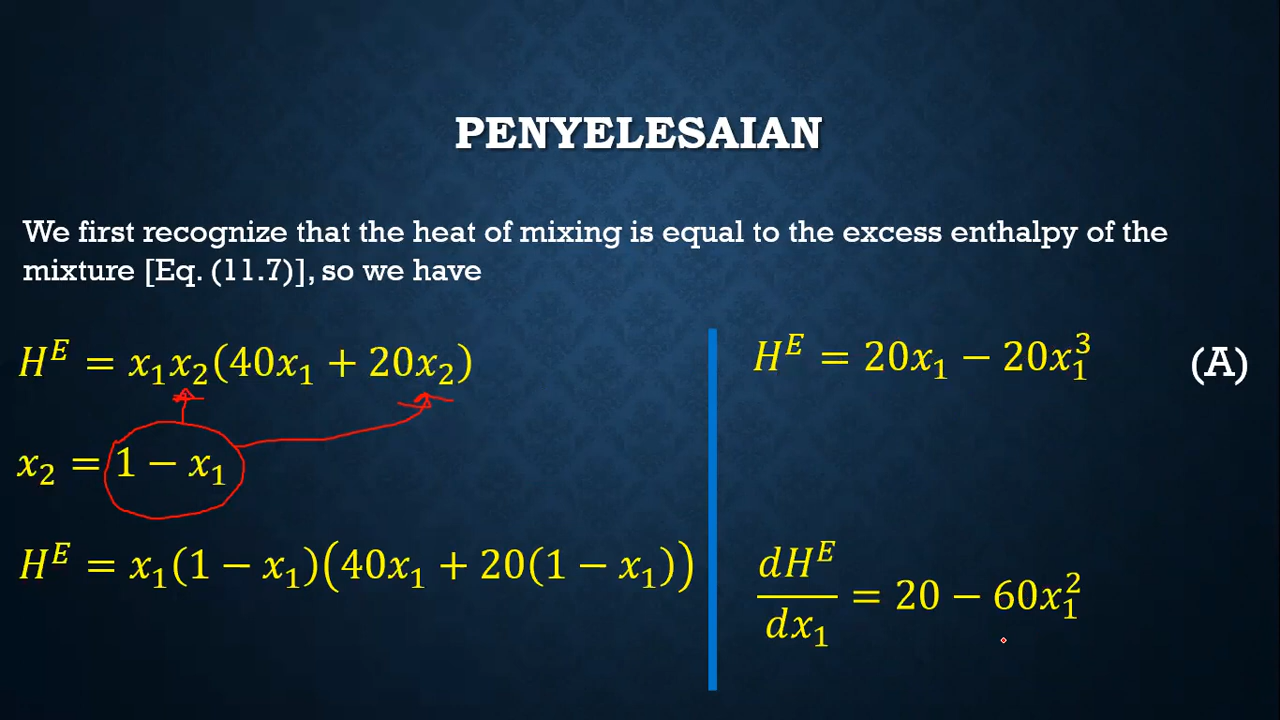 PENYELESAIAN
We first recognize that the heat of mixing is equal to the excess enthalpy of the
mixture [Eq. (11.7)], so we have
H^E = x_1x_2(40x_1 + 20x_2)
x_2 = 1 − x_1
H^E = x_1(1 − x_1)(40x_1 + 20(1 − x_1))
H^E = 20x_1 − 20x_1^3 (A)
dH^E/dx_1 = 20 − 60x_1^2